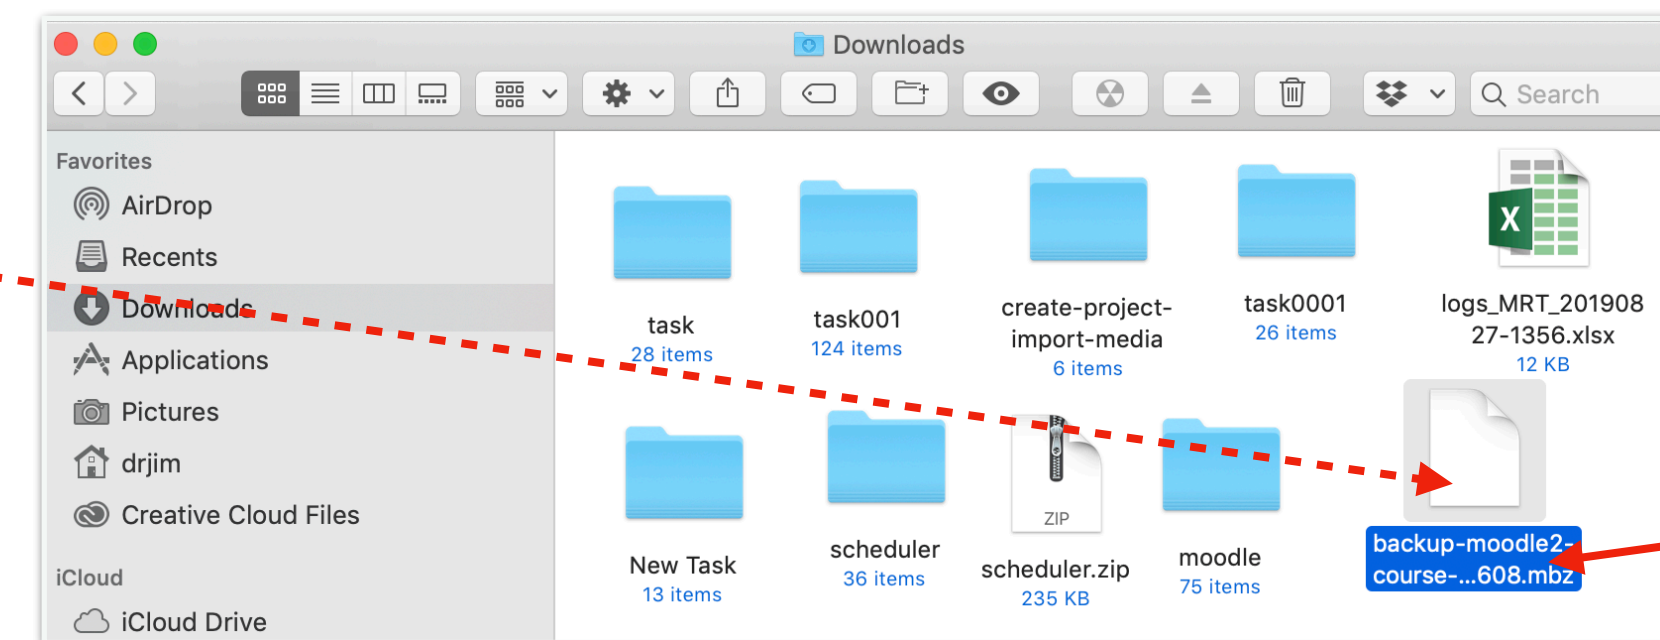 Downloads
Search
Favorites
AirDrop
Recents
Downloads
Applications
Pictures
drjim
Creative Cloud Files
iCloud
iCloud Drive
task
28 items
task001
124 items
create-project-
import-media
6 items
task0001
26 items
X
logs_MRT_201908
27-1356.xlsx
12 KB
New Task
13 items
scheduler
36 items
ZIP
scheduler.zip
235 KB
moodle
75 items
backup-moodle2-
course-...608.mbz